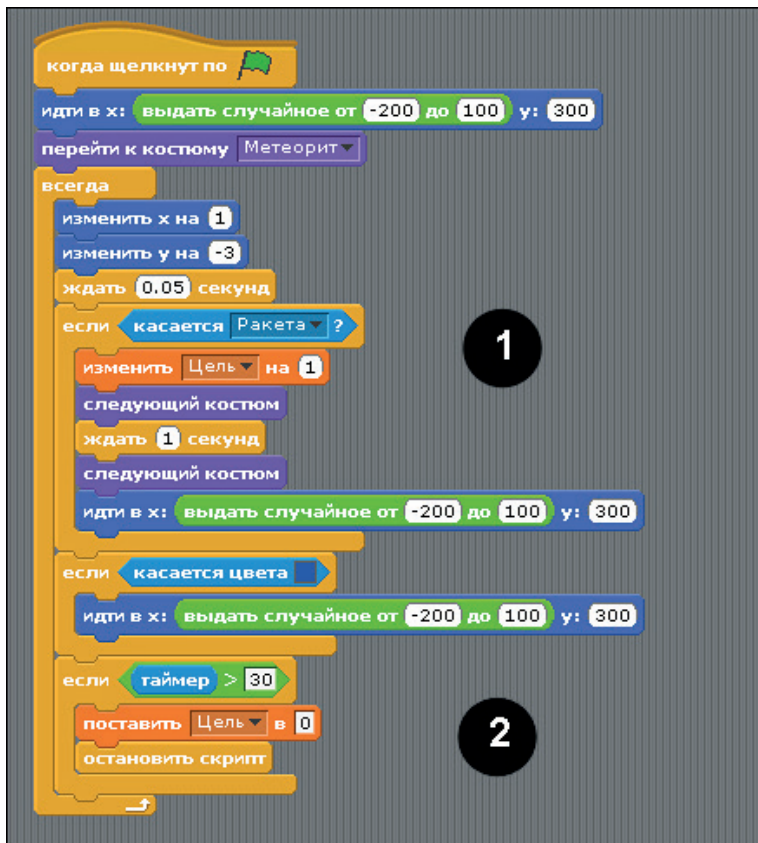 когда щелкнут по
идти в x: выдать случайное от -200 до 100 y: 300
перейти к костюму Метеорит
всегда
изменить x на 1
изменить y на -3
ждать 0.05 секунд
если касается Ракета ?
1
изменить Цель на 1
следующий костюм
ждать 1 секунд
следующий костюм
идти в x: выдать случайное от -200 до 100 y: 300
если касается цвета
идти в x: выдать случайное от -200 до 100 y: 300
если таймер > 30
поставить Цель в 0
2
остановить скрипт